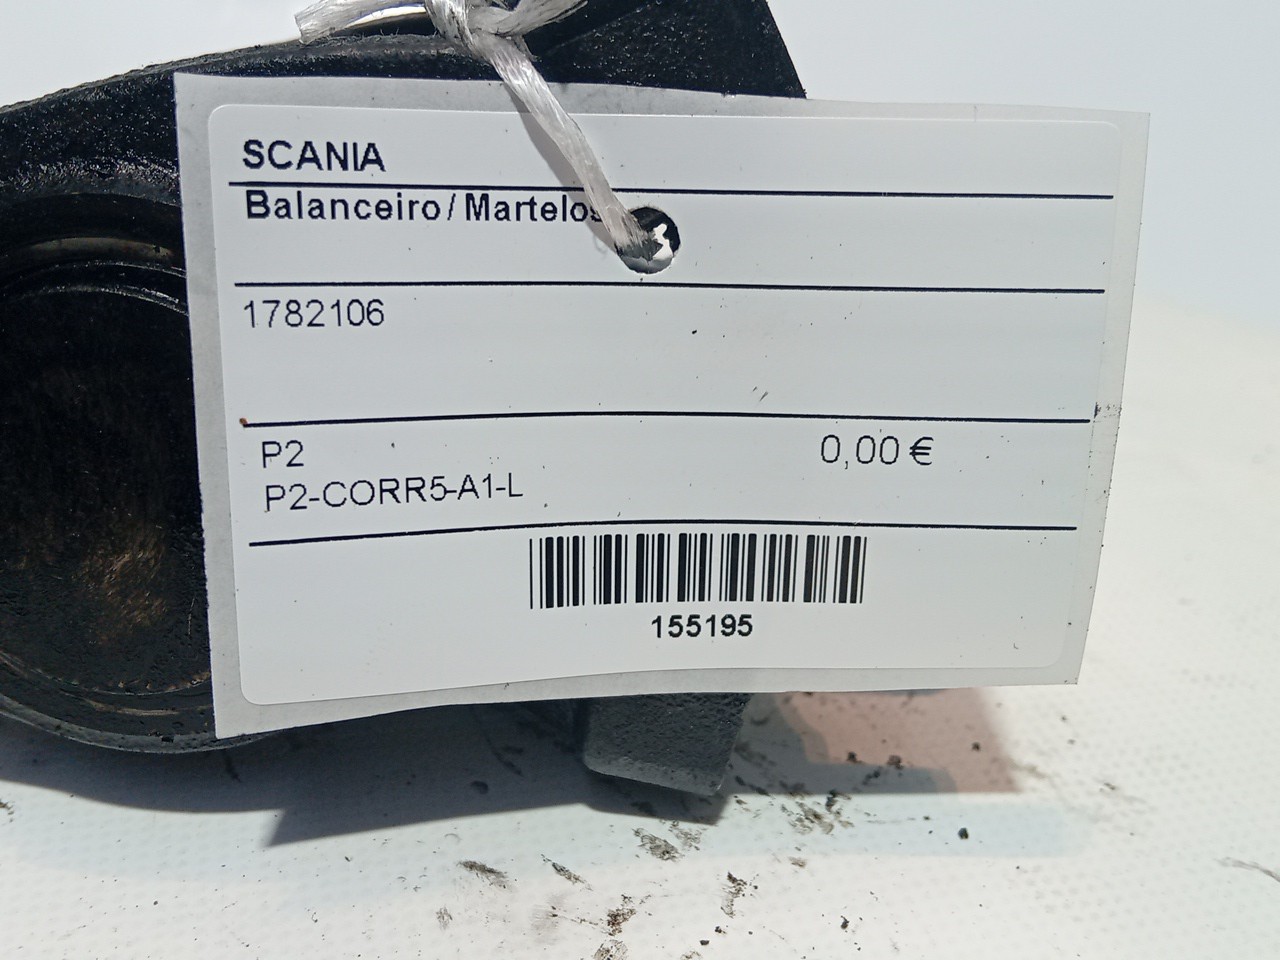 SCANIA
Balanceiro / Martelos
1782106
P2
0,00 €
P2-CORR5-A1-L
155195